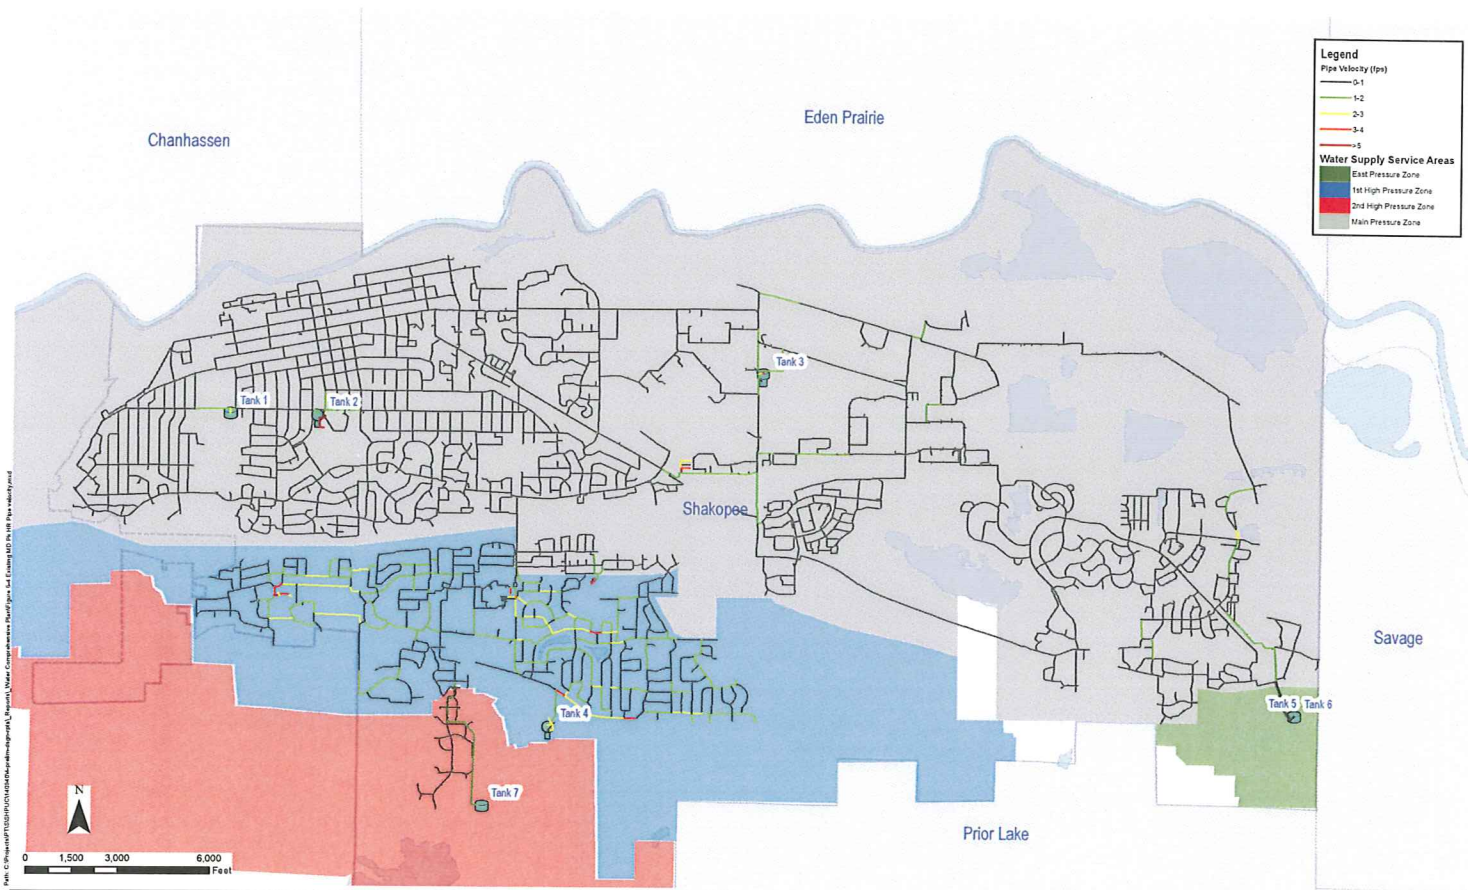 Legend
Pipe Velocity (fps)
0-1
1-2
2-3
3-4
>5
Water Supply Service Areas
East Pressure Zone
1st High Pressure Zone
2nd High Pressure Zone
Main Pressure Zone
Eden Prairie
Chanhassen
Tank 3
Tank 1
Tank 2
Shakopee
Savage
Tank 4
Tank 5
Tank 6
Tank 7
Prior Lake
N
0 1,500 3,000 6,000
Feet